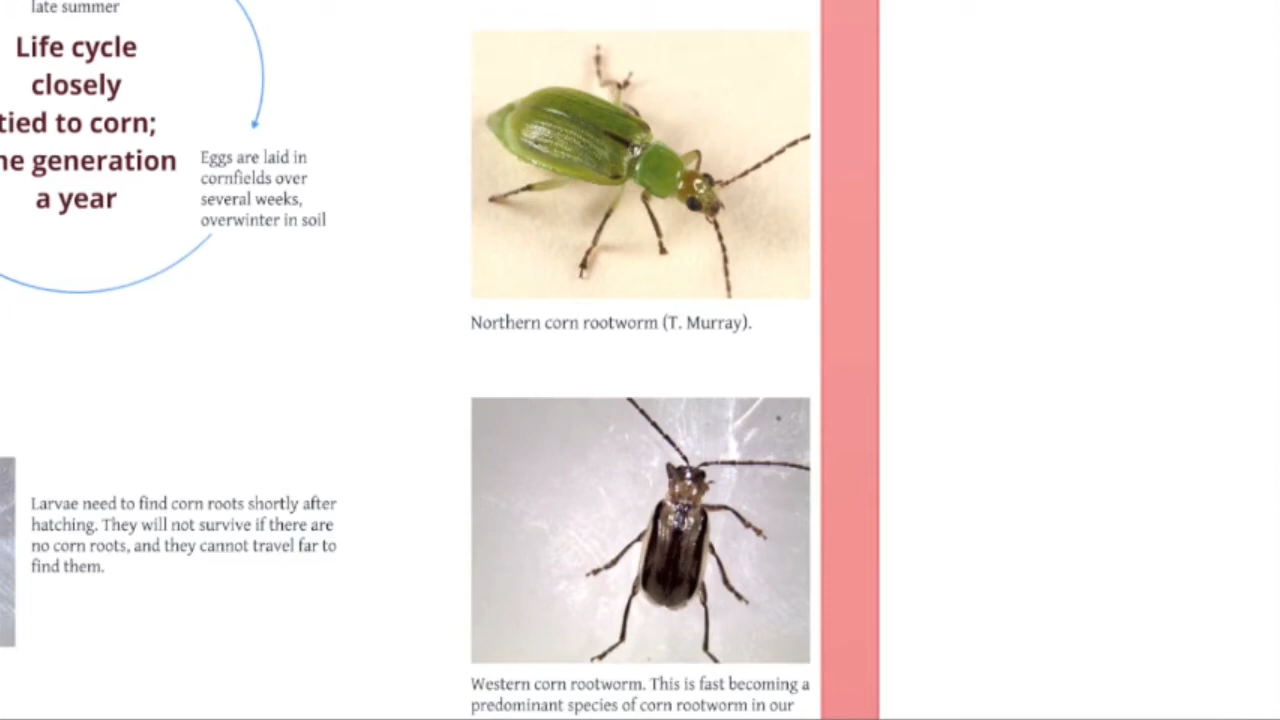 late summer
Life cycle
closely
tied to corn;
generation
a year
Eggs are laid in
cornfields over
several weeks,
overwinter in soil
Northern corn rootworm (T. Murray).
Larvae need to find corn roots shortly after
hatching. They will not survive if there are
no corn roots, and they cannot travel far to
find them.
Western corn rootworm. This is fast becoming a
predominant species of corn rootworm in our